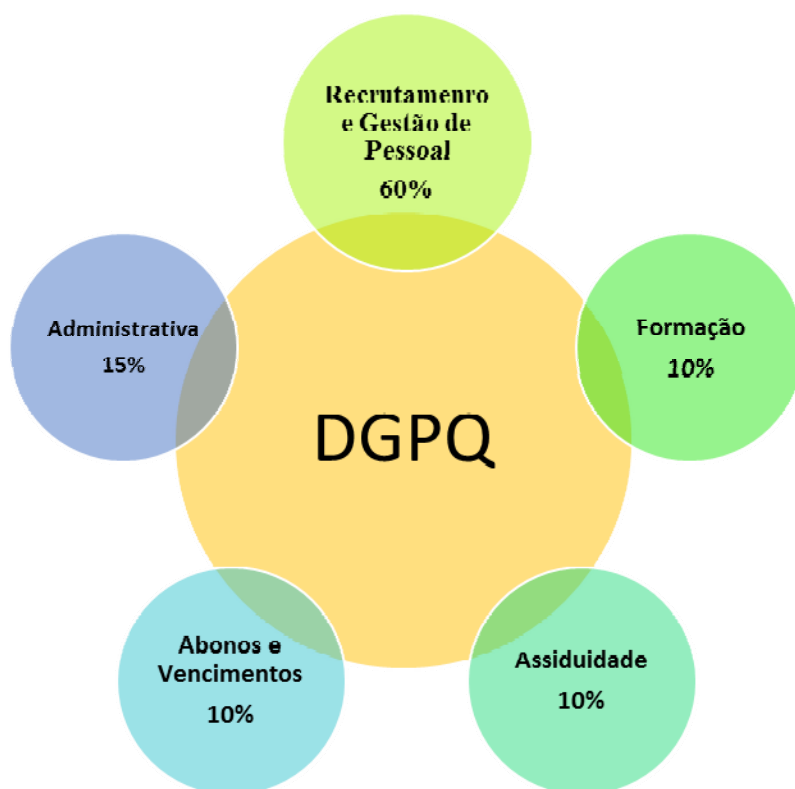 Recrutamenro
e Gestão de
Pessoal
60%
Administrativa
15%
Formação
10%
DGPQ
Abonos e
Vencimentos
10%
Assiduidade
10%